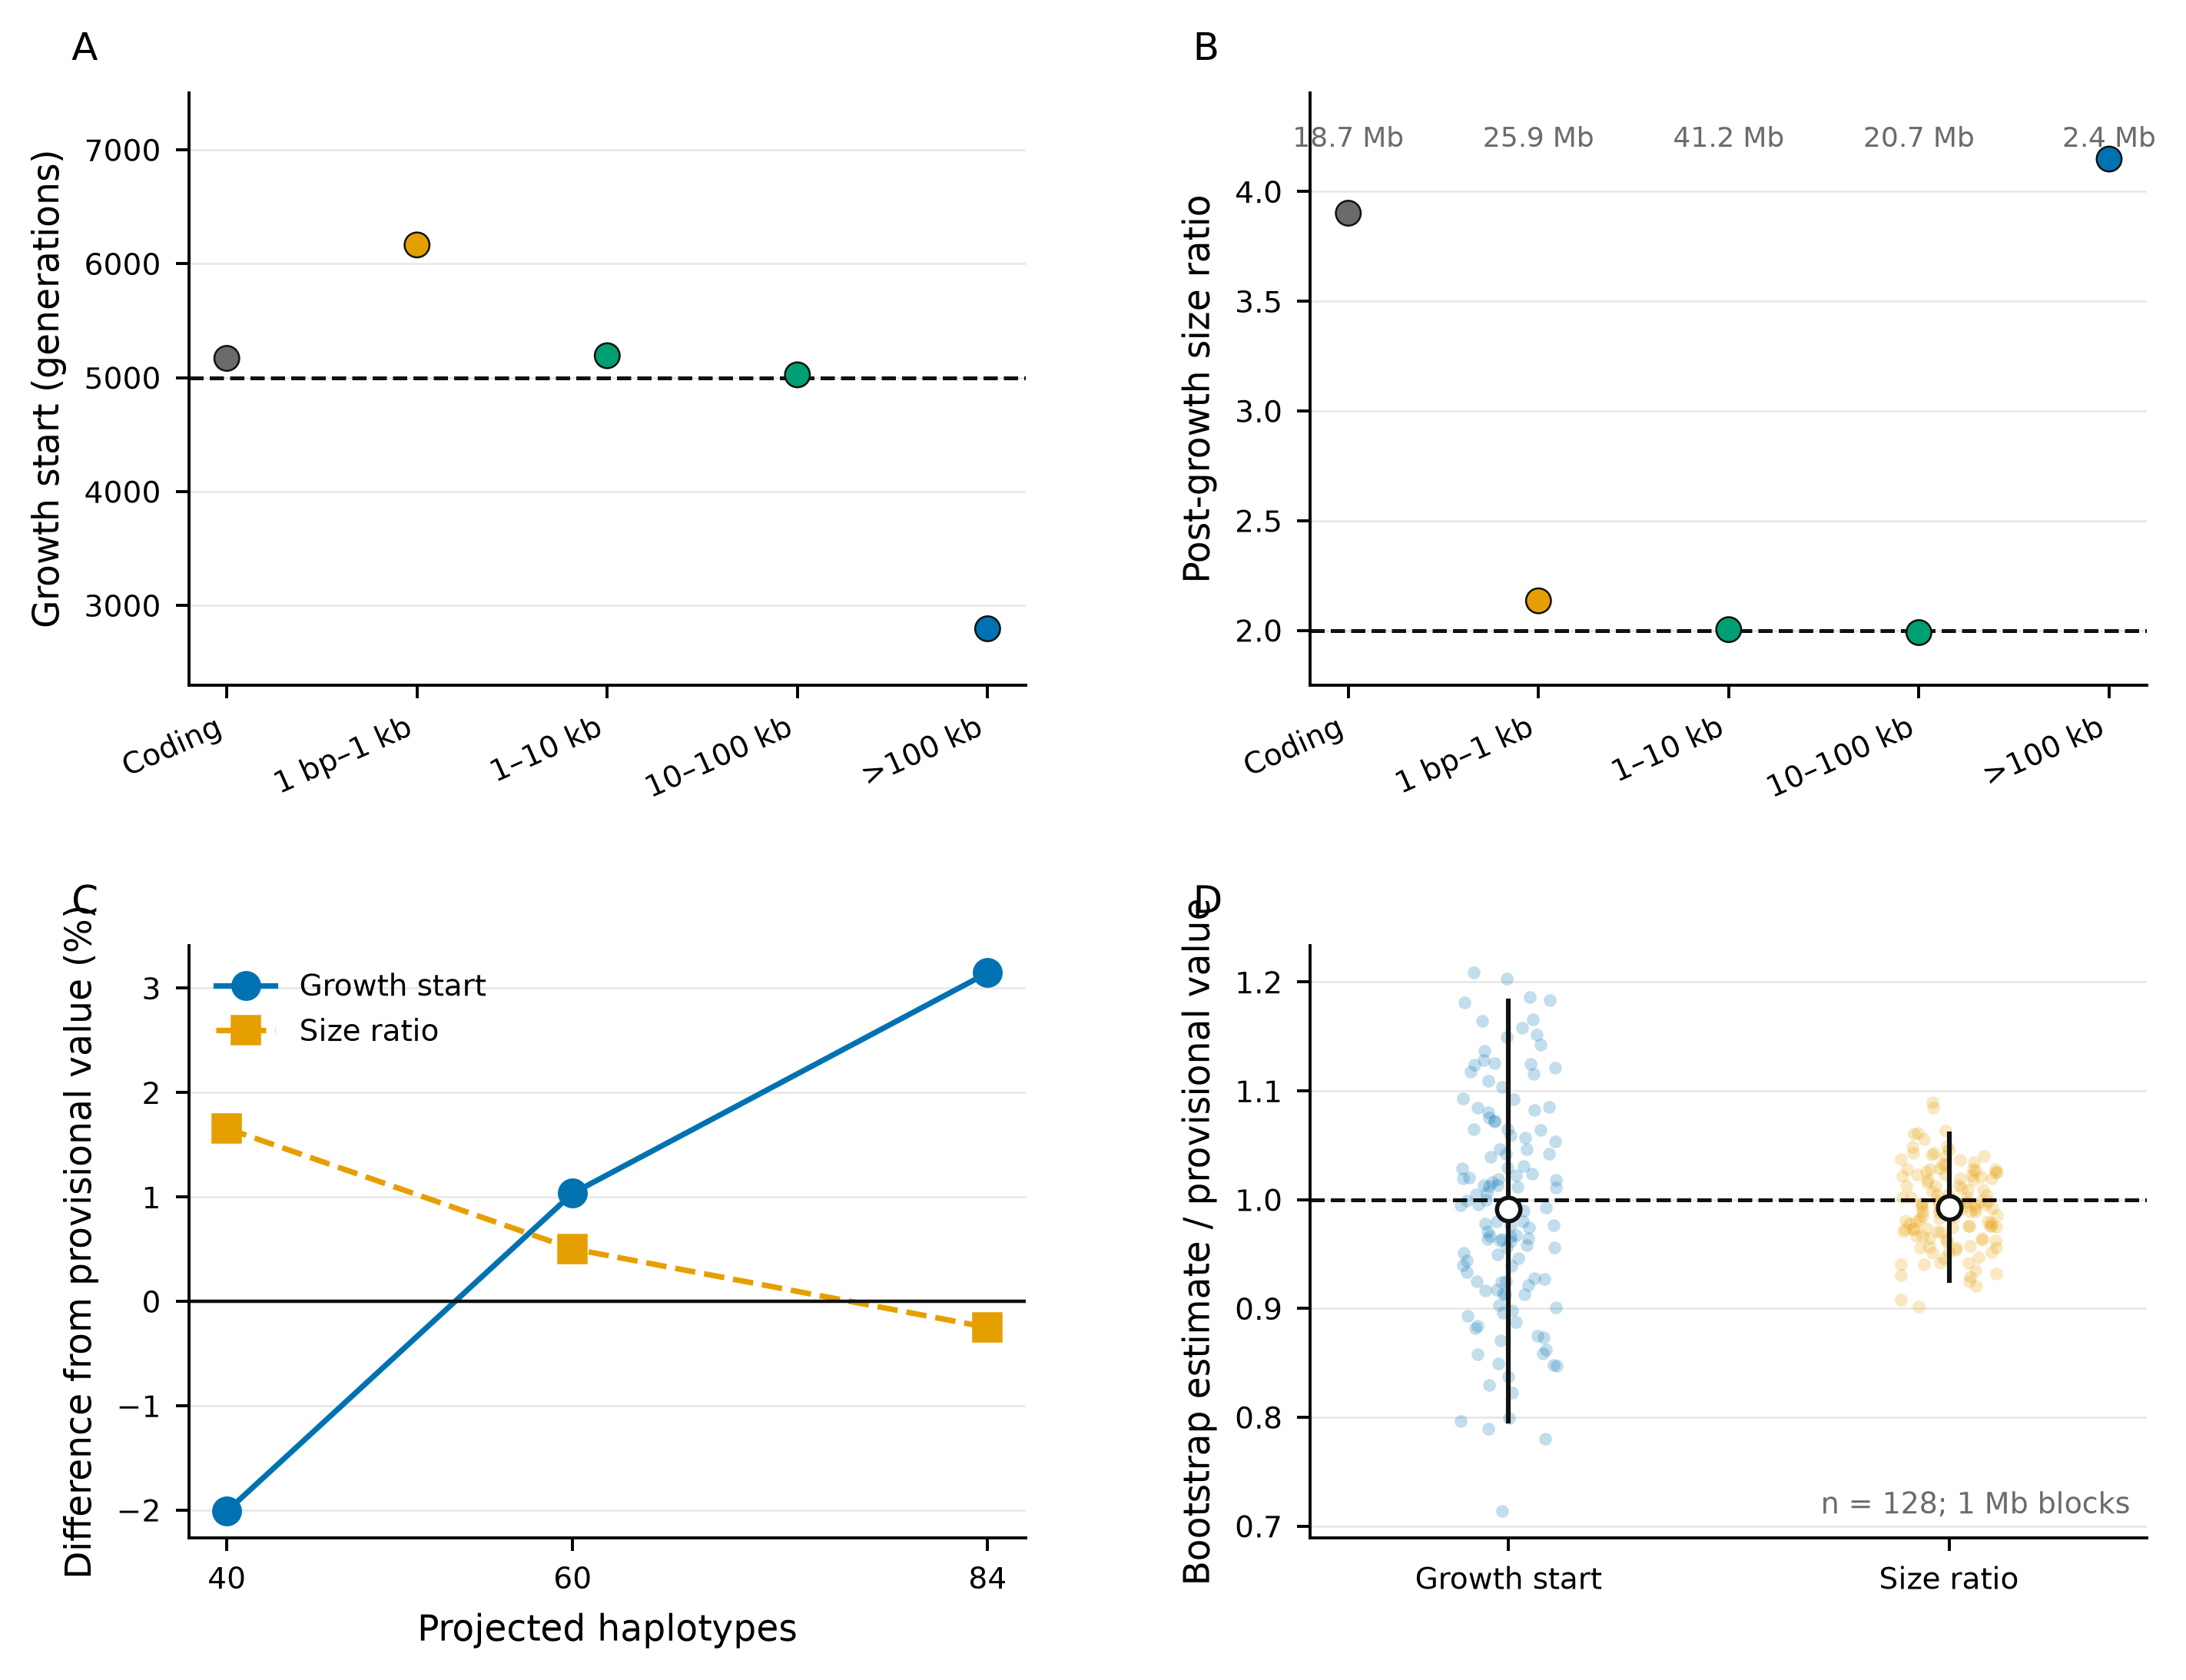 A
Growth start (generations)
7000
6000
5000
4000
3000
Coding
1 bp–1 kb
1–10 kb
10–100 kb
>100 kb
B
Post-growth size ratio
18.7 Mb
25.9 Mb
41.2 Mb
20.7 Mb
2.4 Mb
4.0
3.5
3.0
2.5
2.0
Coding
1 bp–1 kb
1–10 kb
10–100 kb
>100 kb
C
Difference from provisional value (%)
Growth start
Size ratio
3
2
1
0
−1
−2
40
60
84
Projected haplotypes
D
Bootstrap estimate / provisional value
1.2
1.1
1.0
0.9
0.8
0.7
n = 128; 1 Mb blocks
Growth start
Size ratio